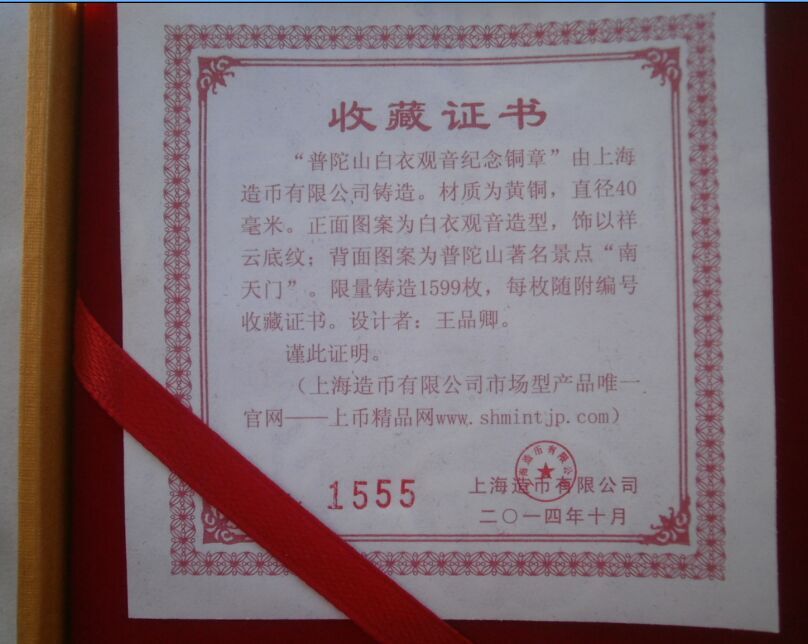 收藏证书
“普陀山白衣观音纪念铜章”由上海
造币有限公司铸造。材质为黄铜，直径40
毫米。正面图案为白衣观音造型，饰以祥
云底纹；背面图案为普陀山著名景点“南
天门”。限量铸造1599枚，每枚随附编号
收藏证书。设计者：王品卿。
谨此证明。
（上海造币有限公司市场型产品唯一
官网——上币精品网www.shmintjp.com）
1555
上海造币有限公司
二〇一四年十月